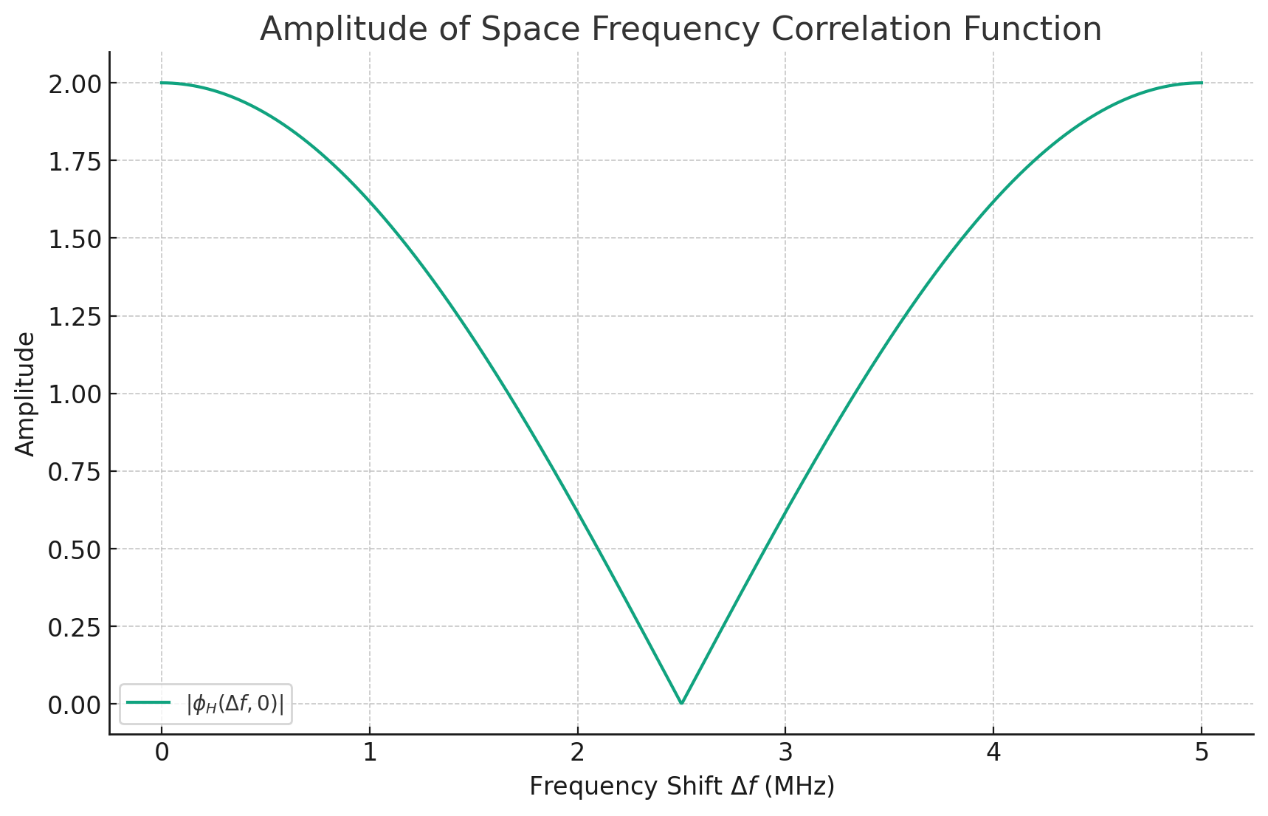 Amplitude of Space Frequency Correlation Function
2.00
1.75
1.50
1.25
1.00
0.75
0.50
0.25
0.00
Amplitude
|ϕ_H(Δf, 0)|
0 1 2 3 4 5
Frequency Shift Δf (MHz)